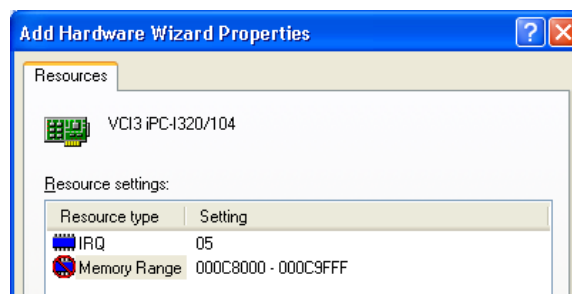 Add Hardware Wizard Properties
Resources
VCI3 iPC-I320/104
Resource settings:
Resource type Setting
IRQ 05
Memory Range 000C8000 - 000C9FFF